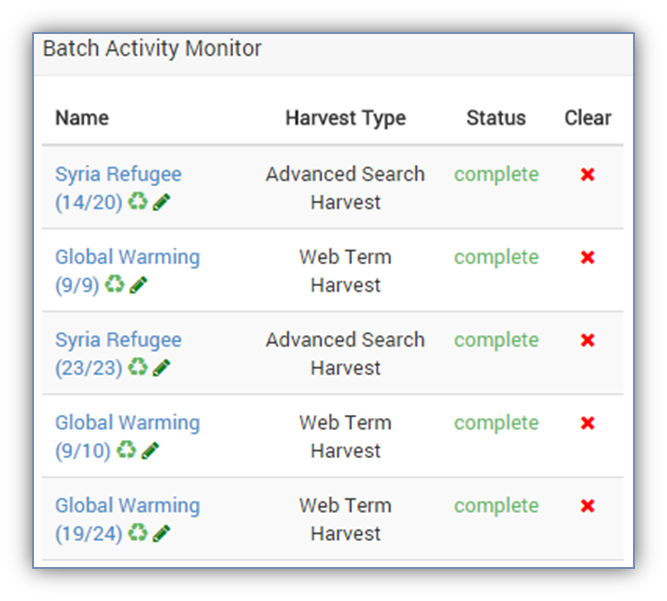 Batch Activity Monitor
Name Harvest Type Status Clear
Syria Refugee Advanced Search complete
(14/20) Harvest
Global Warming Web Term complete
(9/9) Harvest
Syria Refugee Advanced Search complete
(23/23) Harvest
Global Warming Web Term complete
(9/10) Harvest
Global Warming Web Term complete
(19/24) Harvest